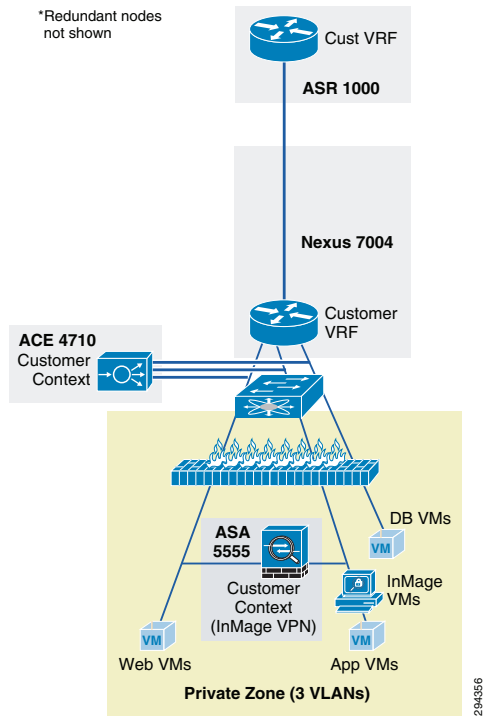 *Redundant nodes
not shown
Cust VRF
ASR 1000
Nexus 7004
Customer
VRF
ACE 4710
Customer
Context
DB VMs
VM
ASA
5555
InMage
VMs
Customer
Context
(InMage VPN)
VM
VM
Web VMs
App VMs
Private Zone (3 VLANs)
294356